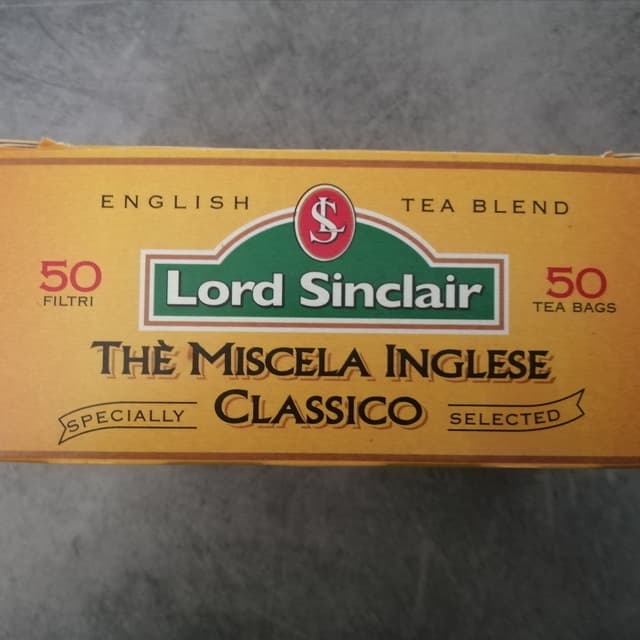 ENGLISH TEA BLEND
LS
Lord Sinclair
50
FILTRI
50
TEA BAGS
THÈ MISCELA INGLESE
CLASSICO
SPECIALLY SELECTED